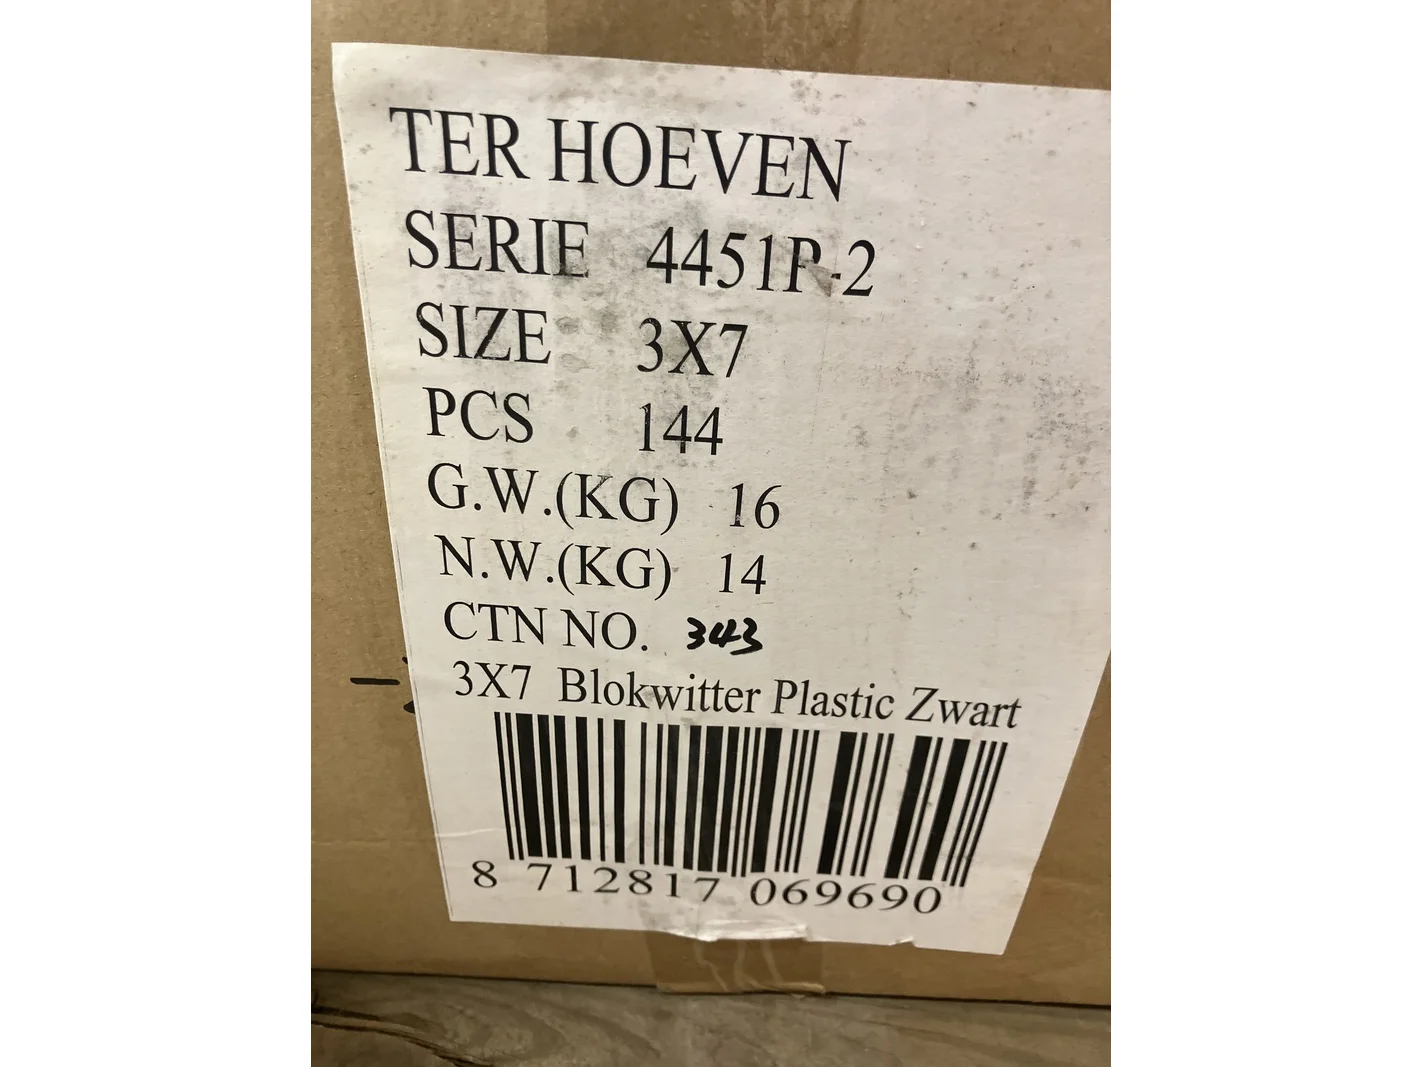 TER HOEVEN
SERIE 4451P-2
SIZE 3X7
PCS 144
G.W.(KG) 16
N.W.(KG) 14
CTN NO. 343
3X7 Blokwitter Plastic Zwart
8 712817 069690